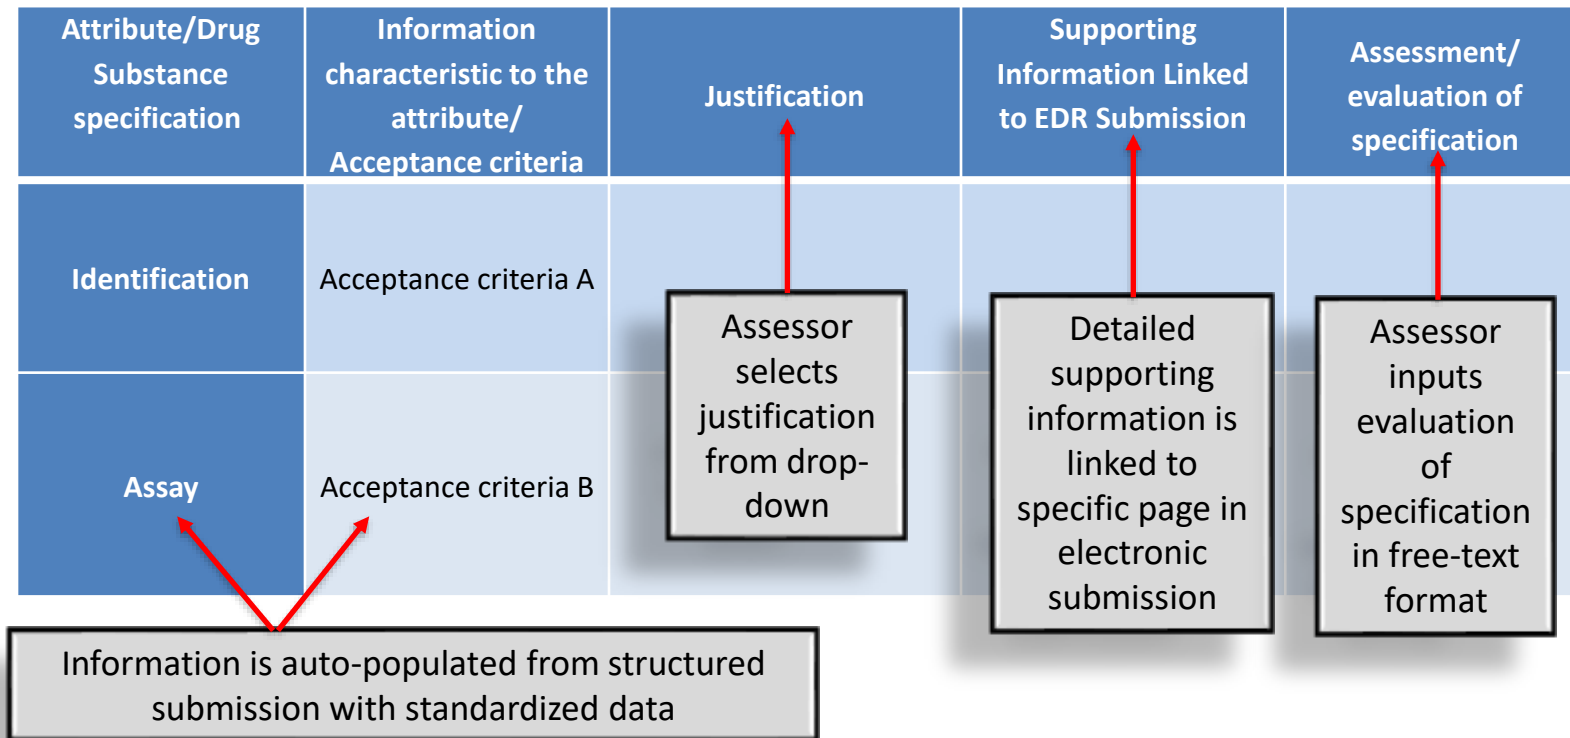 Attribute/Drug
Substance
specification
Information
characteristic to the
attribute/
Acceptance criteria
Justification
Supporting
Information Linked
to EDR Submission
Assessment/
evaluation of
specification
Identification
Acceptance criteria A
Assay
Acceptance criteria B
Assessor
selects
justification
from drop-
down
Detailed
supporting
information is
linked to
specific page in
electronic
submission
Assessor
inputs
evaluation
of
specification
in free-text
format
Information is auto-populated from structured
submission with standardized data